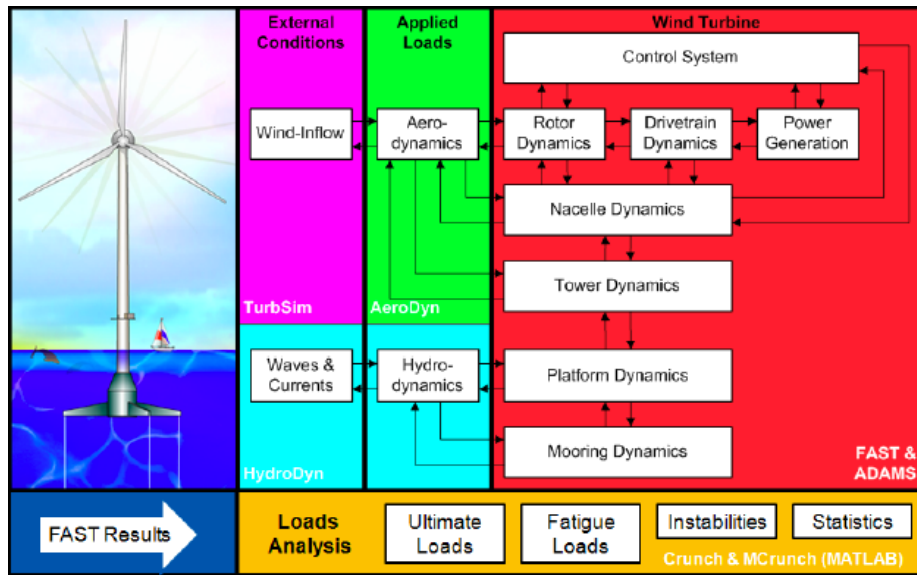 External
Conditions
Applied
Loads
Wind Turbine
Control System
Wind-Inflow
Aero-
dynamics
Rotor
Dynamics
Drivetrain
Dynamics
Power
Generation
Nacelle Dynamics
Tower Dynamics
TurbSim
AeroDyn
Waves &
Currents
Hydro-
dynamics
Platform Dynamics
Mooring Dynamics
HydroDyn
FAST &
ADAMS
FAST Results
Loads
Analysis
Ultimate
Loads
Fatigue
Loads
Instabilities
Statistics
Crunch & MCrunch (MATLAB)